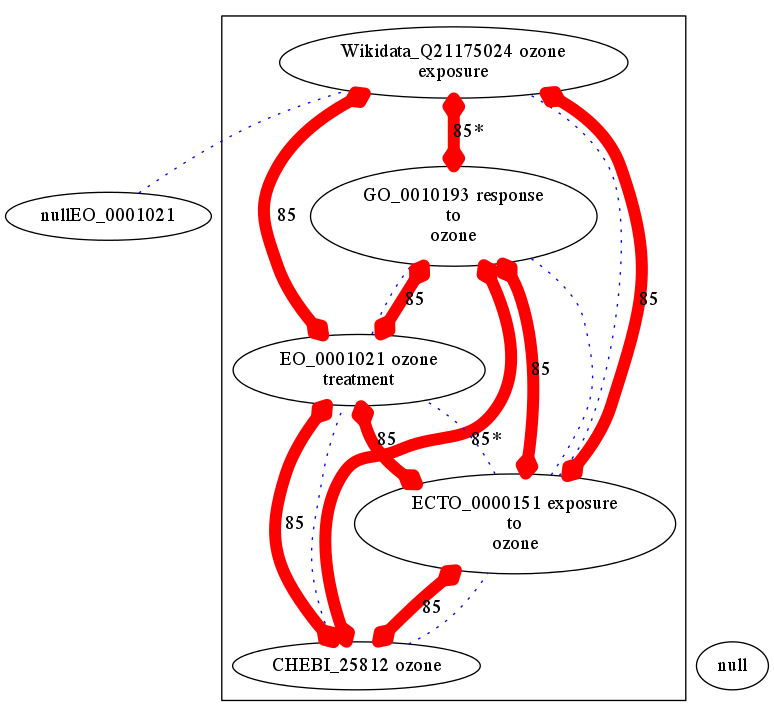 Wikidata_Q21175024 ozone
exposure
85*
GO_0010193 response
to
ozone
nullEO_0001021
85
85
85
EO_0001021 ozone
treatment
85
85
85*
ECTO_0000151 exposure
to
ozone
85
85
CHEBI_25812 ozone
null